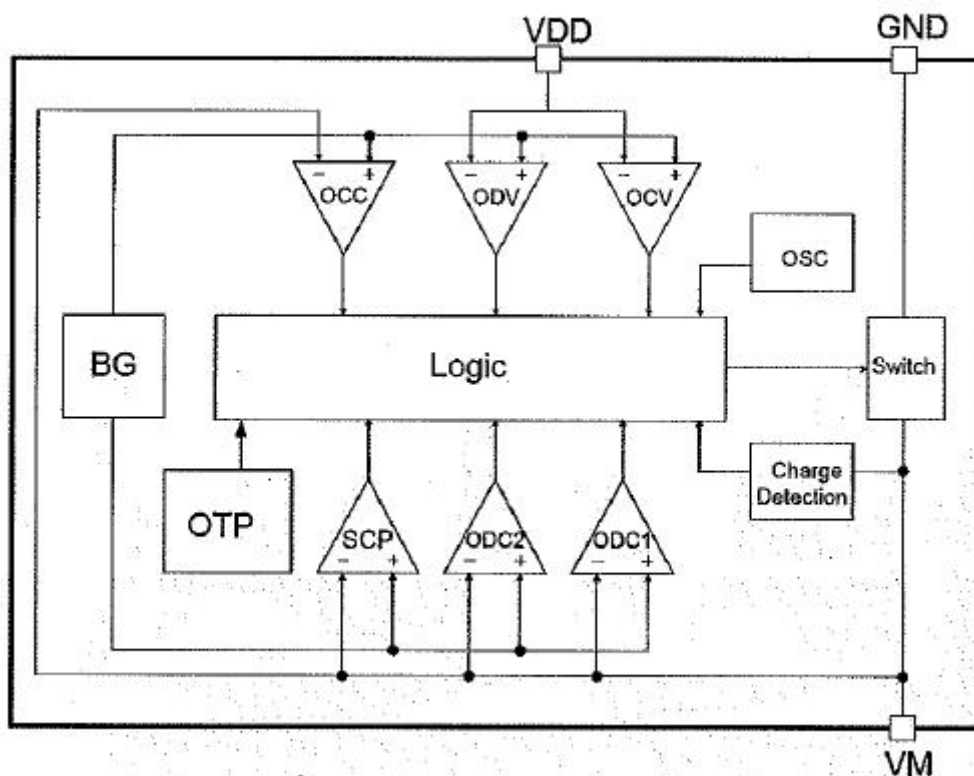 VDD
GND
- +
OCC
- +
ODV
- +
OCV
OSC
BG
Logic
Switch
OTP
SCP
- +
ODC2
- +
ODC1
- +
Charge
Detection
VM